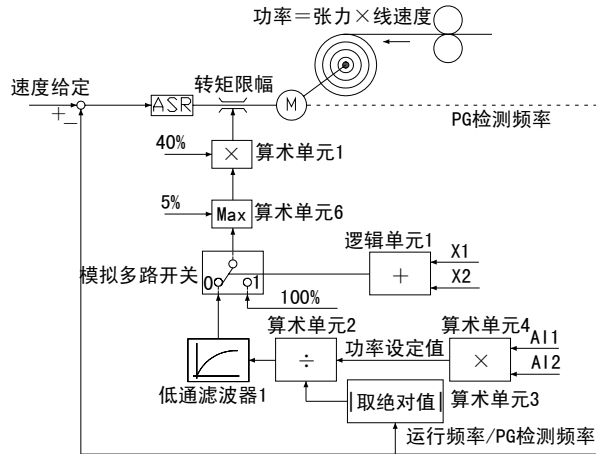 功率＝张力×线速度
速度给定
转矩限幅
+
−
ASR
M
PG检测频率
40%
×
算术单元1
5%
Max
算术单元6
逻辑单元1
X1
模拟多路开关
0
1
+
X2
100%
算术单元2
算术单元4
÷
功率设定值
×
AI1
AI2
低通滤波器1
|取绝对值|
算术单元3
运行频率/PG检测频率